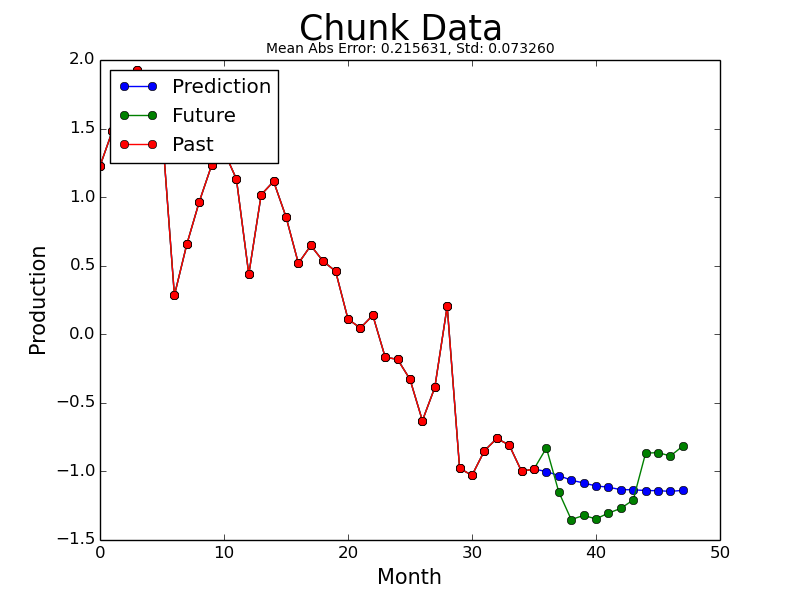 Chunk Data
Mean Abs Error: 0.215631, Std: 0.073260
2.0
1.5
1.0
0.5
0.0
−0.5
−1.0
−1.5
Production
Prediction
Future
Past
0 10 20 30 40 50
Month